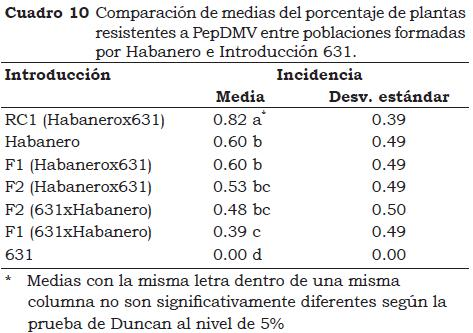 Cuadro 10 Comparación de medias del porcentaje de plantas
resistentes a PepDMV entre poblaciones formadas
por Habanero e Introducción 631.
Introducción Incidencia
Media Desv. estándar
RC1 (Habanerox631) 0.82 a* 0.39
Habanero 0.60 b 0.49
F1 (Habanerox631) 0.60 b 0.49
F2 (Habanerox631) 0.53 bc 0.49
F2 (631xHabanero) 0.48 bc 0.50
F1 (631xHabanero) 0.39 c 0.49
631 0.00 d 0.00
* Medias con la misma letra dentro de una misma
columna no son significativamente diferentes según la
prueba de Duncan al nivel de 5%